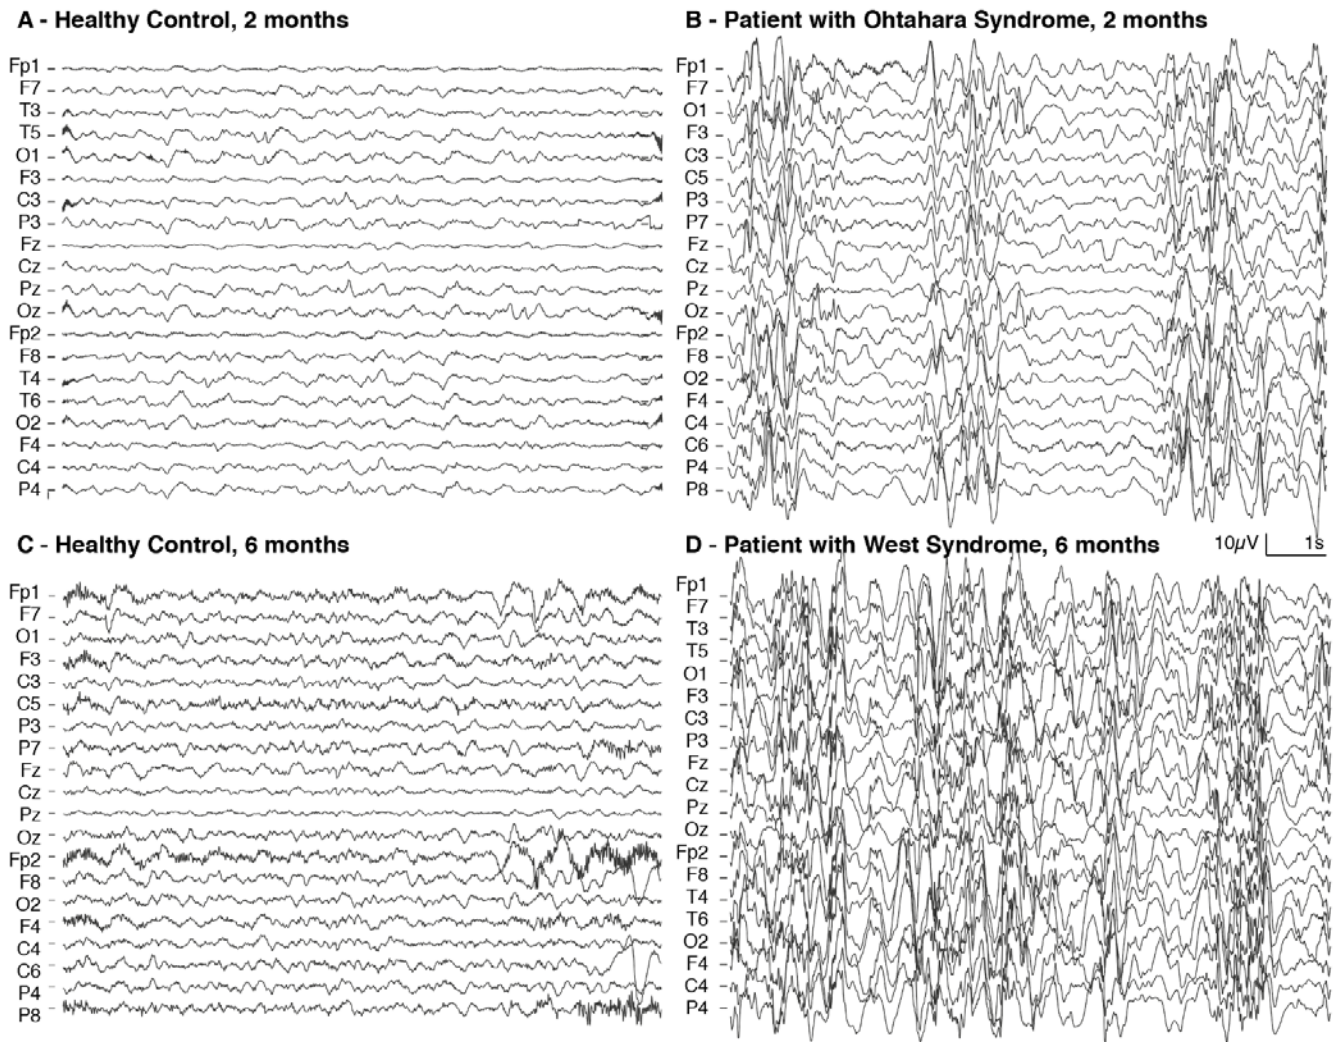 A - Healthy Control, 2 months
Fp1
F7
T3
T5
O1
F3
C3
P3
Fz
Cz
Pz
Oz
Fp2
F8
T4
T6
O2
F4
C4
P4
B - Patient with Ohtahara Syndrome, 2 months
Fp1
F7
O1
F3
C3
C5
P3
P7
Fz
Cz
Pz
Oz
Fp2
F8
O2
F4
C4
C6
P4
P8
10µV 1s
C - Healthy Control, 6 months
Fp1
F7
O1
F3
C3
C5
P3
P7
Fz
Cz
Pz
Oz
Fp2
F8
O2
F4
C4
C6
P4
P8
D - Patient with West Syndrome, 6 months
Fp1
F7
T3
T5
O1
F3
C3
P3
Fz
Cz
Pz
Oz
Fp2
F8
T4
T6
O2
F4
C4
P4